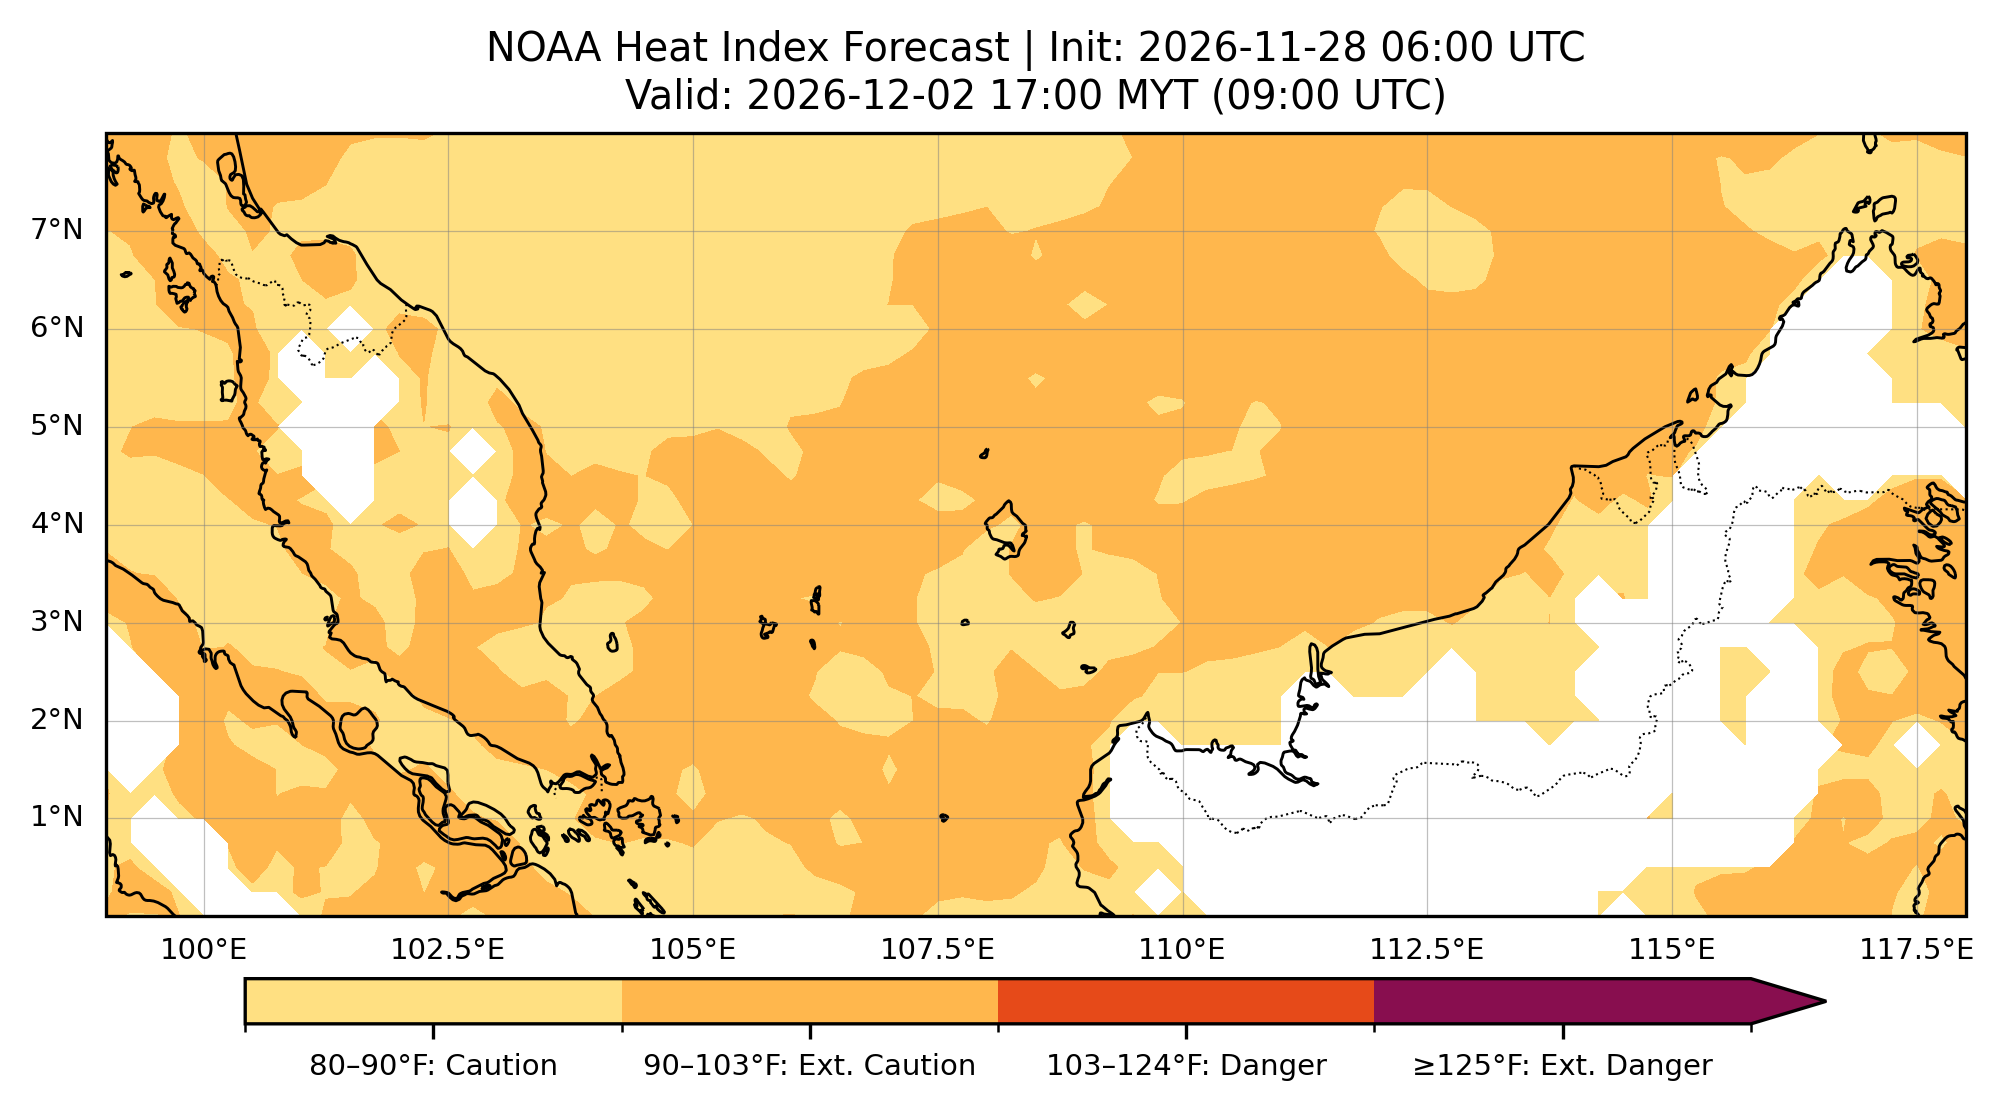 NOAA Heat Index Forecast | Init: 2026-11-28 06:00 UTC
Valid: 2026-12-02 17:00 MYT (09:00 UTC)
7°N
6°N
5°N
4°N
3°N
2°N
1°N
100°E 102.5°E 105°E 107.5°E 110°E 112.5°E 115°E 117.5°E
80–90°F: Caution 90–103°F: Ext. Caution 103–124°F: Danger ≥125°F: Ext. Danger